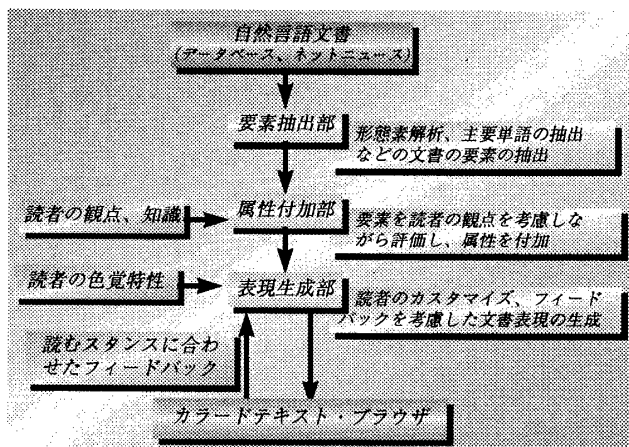 自然言語文書
(データベース、ネットニュース)
要素抽出部
形態素解析、主要単語の抽出
などの文書の要素の抽出
読者の観点、知識
属性付加部
要素を読者の観点を考慮しな
がら評価し、属性を付加
読者の色覚特性
表現生成部
読者のカスタマイズ、フィード
バックを考慮した文書表現の生成
読むスタンスに合わ
せたフィードバック
カラードテキスト・ブラウザ